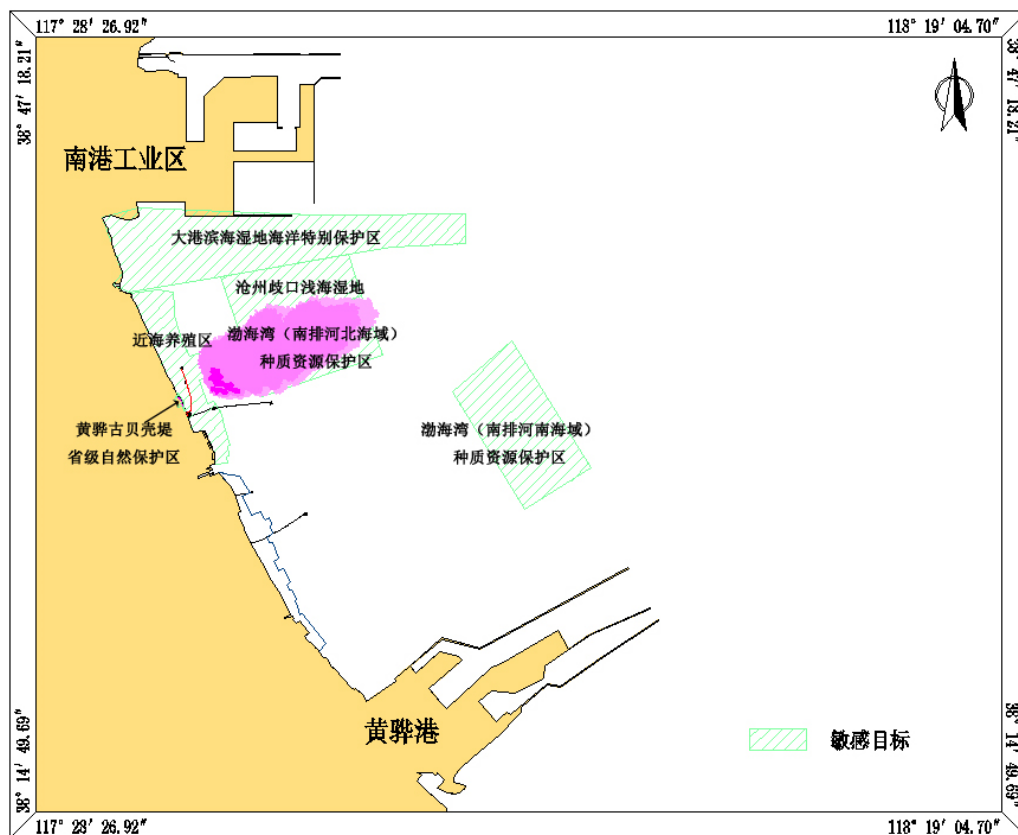 117° 28′ 26.92″
118° 19′ 04.70″
38° 47′ 18.21″
38° 47′ 18.21″
南港工业区
大港滨海湿地海洋特别保护区
沧州歧口浅海湿地
近海养殖区
渤海湾（南排河北海域）
种质资源保护区
黄骅古贝壳堤
省级自然保护区
渤海湾（南排河南海域）
种质资源保护区
黄骅港
敏感目标
38° 14′ 49.69″
38° 14′ 49.69″
117° 28′ 26.92″
118° 19′ 04.70″